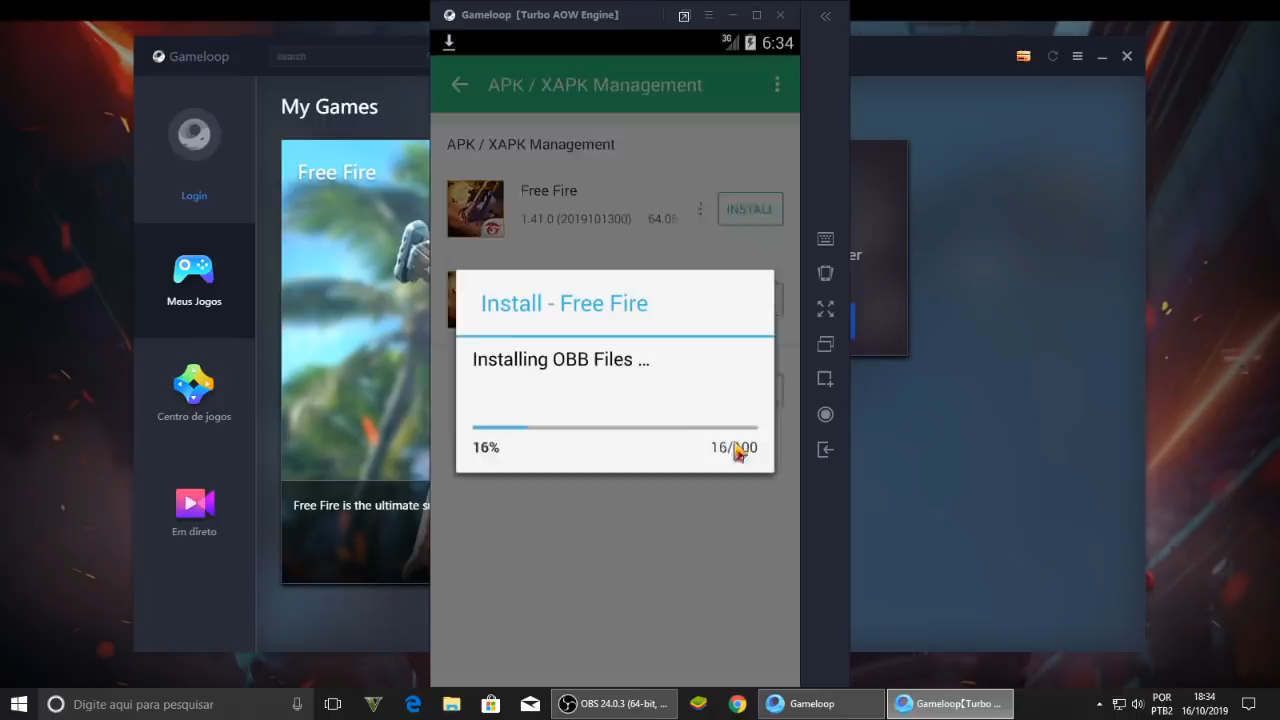 Gameloop [Turbo AOW Engine]
6:34
3G
Gameloop
search
APK / XAPK Management
My Games
APK / XAPK Management
Free Fire
Free Fire
1.41.0 (2019101300)
INSTALL
Login
er
Meus Jogos
Install - Free Fire
Installing OBB Files ...
Centro de jogos
16%
Free Fire is the ultimate
Em direto
Digite aqui para pesquisar
OBS 24.0.3 (64-bit, ...
Gameloop
Gameloop【Turbo ...
POR
PTB2
18:34
16/10/2019